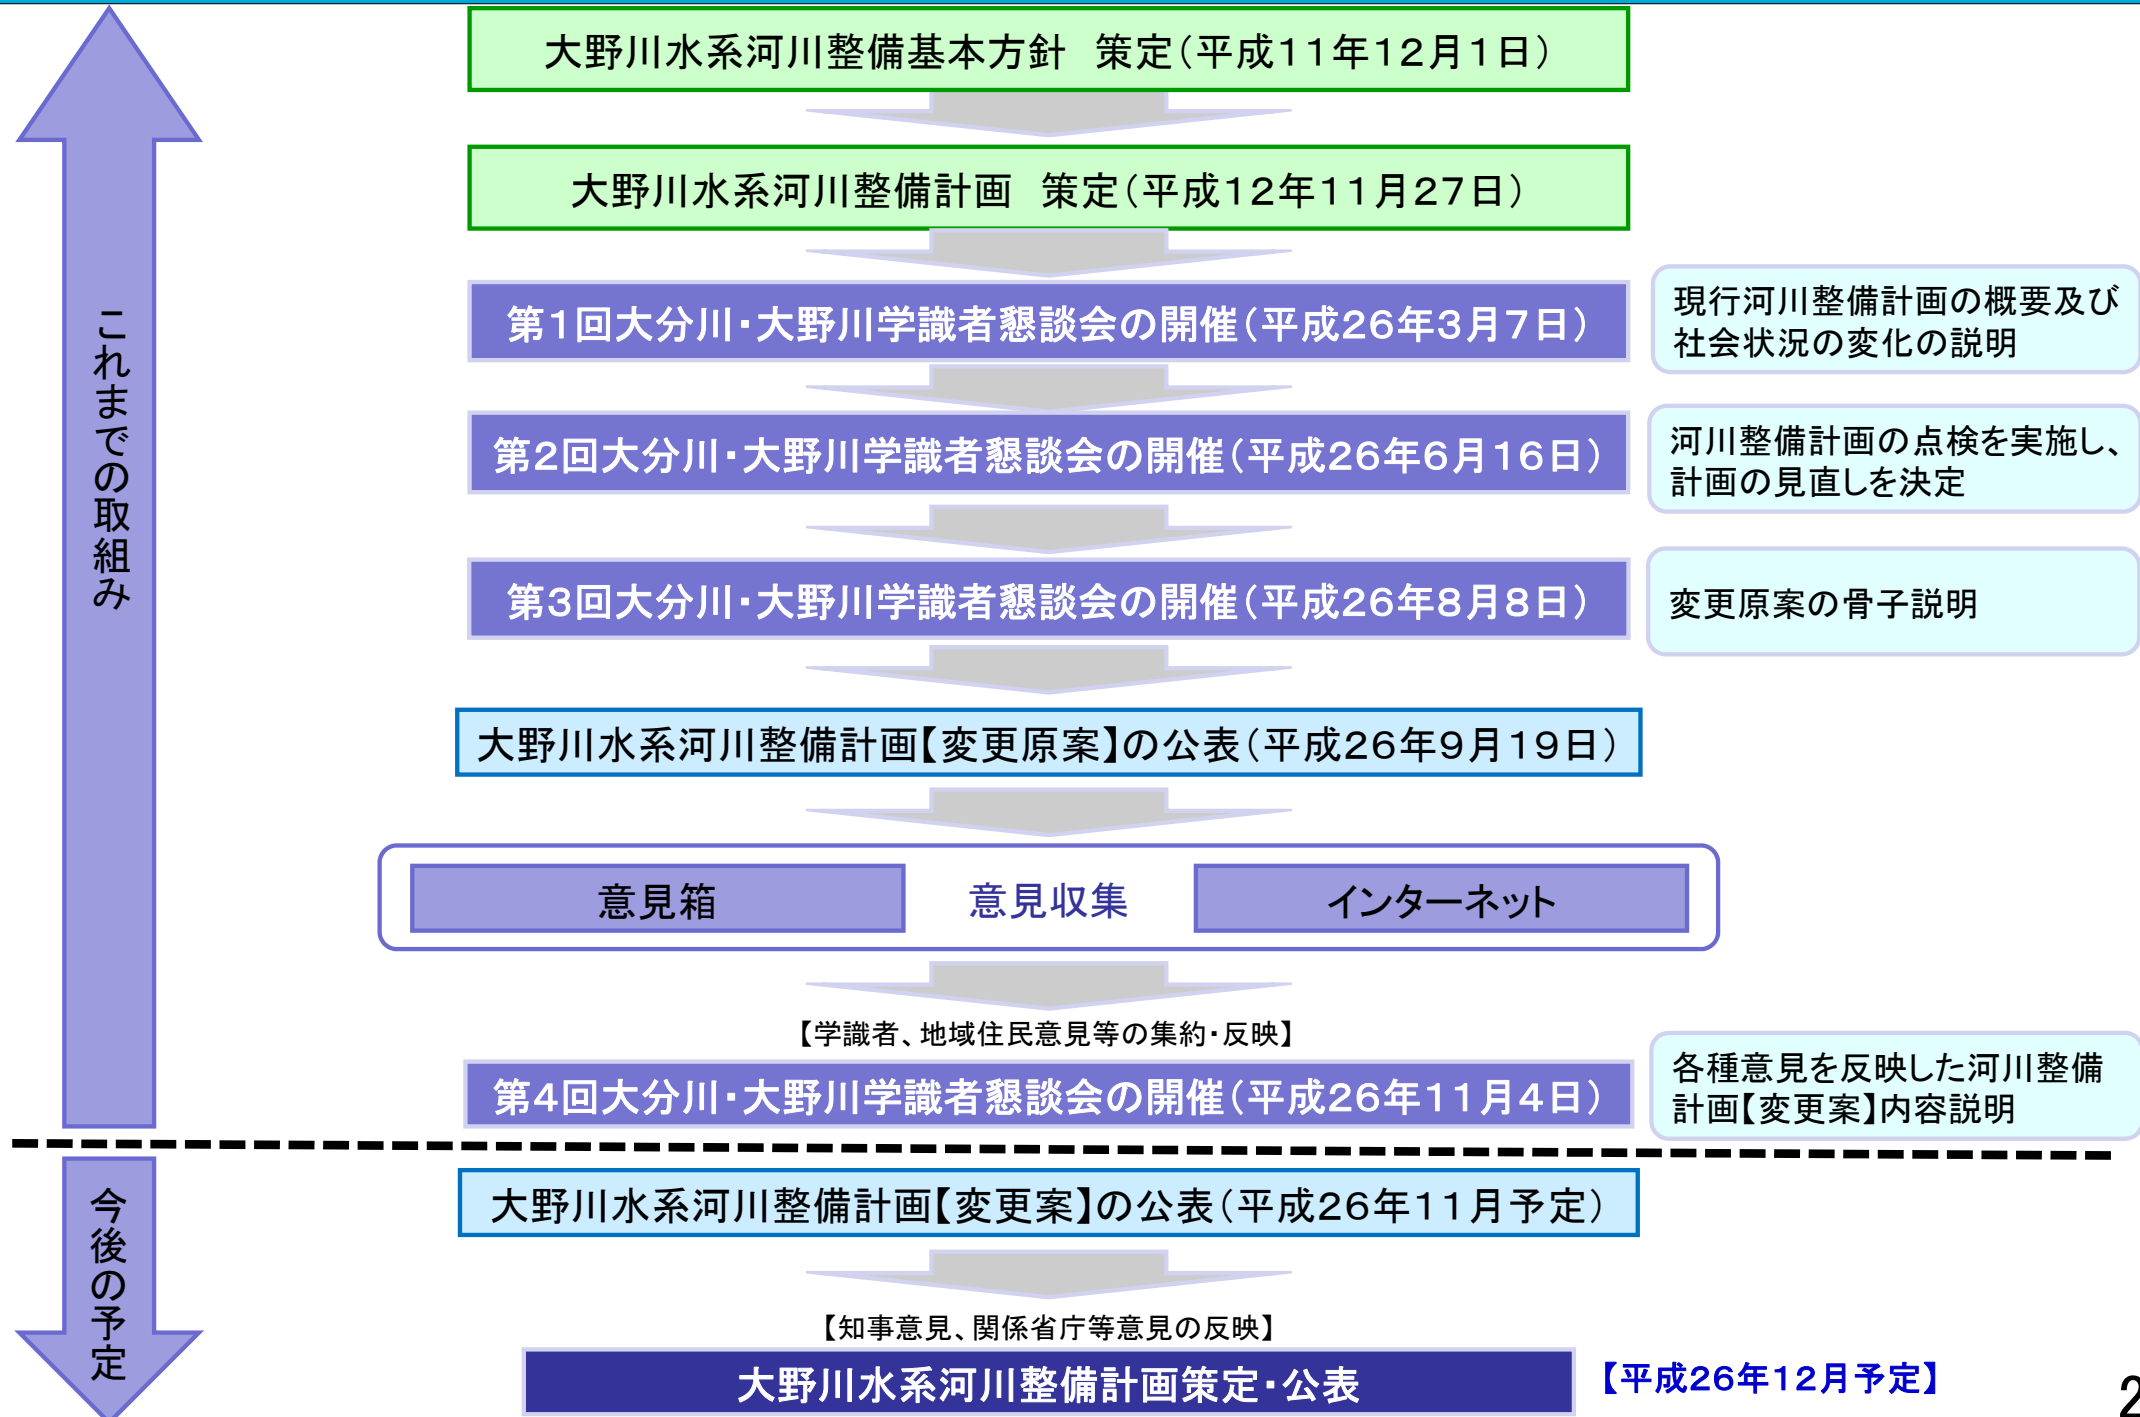 大野川水系河川整備基本方針　策定（平成１１年１２月１日）
大野川水系河川整備計画　策定（平成１２年１１月２７日）
第１回大分川・大野川学識者懇談会の開催（平成２６年３月７日）
現行河川整備計画の概要及び
社会状況の変化の説明
第２回大分川・大野川学識者懇談会の開催（平成２６年６月１６日）
河川整備計画の点検を実施し、
計画の見直しを決定
第３回大分川・大野川学識者懇談会の開催（平成２６年８月８日）
変更原案の骨子説明
これまでの取組み
大野川水系河川整備計画【変更原案】の公表（平成２６年９月１９日）
意見箱
意見収集
インターネット
【学識者、地域住民意見等の集約・反映】
第４回大分川・大野川学識者懇談会の開催（平成２６年１１月４日）
各種意見を反映した河川整備
計画【変更案】内容説明
今後の予定
大野川水系河川整備計画【変更案】の公表（平成２６年１１月予定）
【知事意見、関係省庁等意見の反映】
大野川水系河川整備計画策定・公表
【平成２６年１２月予定】
2